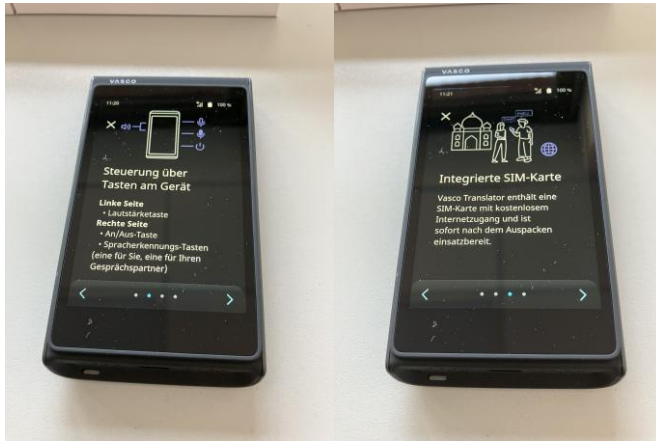 VASCO
11:20
100 %
Steuerung über
Tasten am Gerät
Linke Seite
• Lautstärketaste
Rechte Seite
• An/Aus-Taste
• Spracherkennungs-Tasten
(eine für Sie, eine für Ihren
Gesprächspartner)
VASCO
11:21
100 %
Integrierte SIM-Karte
Vasco Translator enthält eine
SIM-Karte mit kostenlosem
Internetzugang und ist
sofort nach dem Auspacken
einsatzbereit.